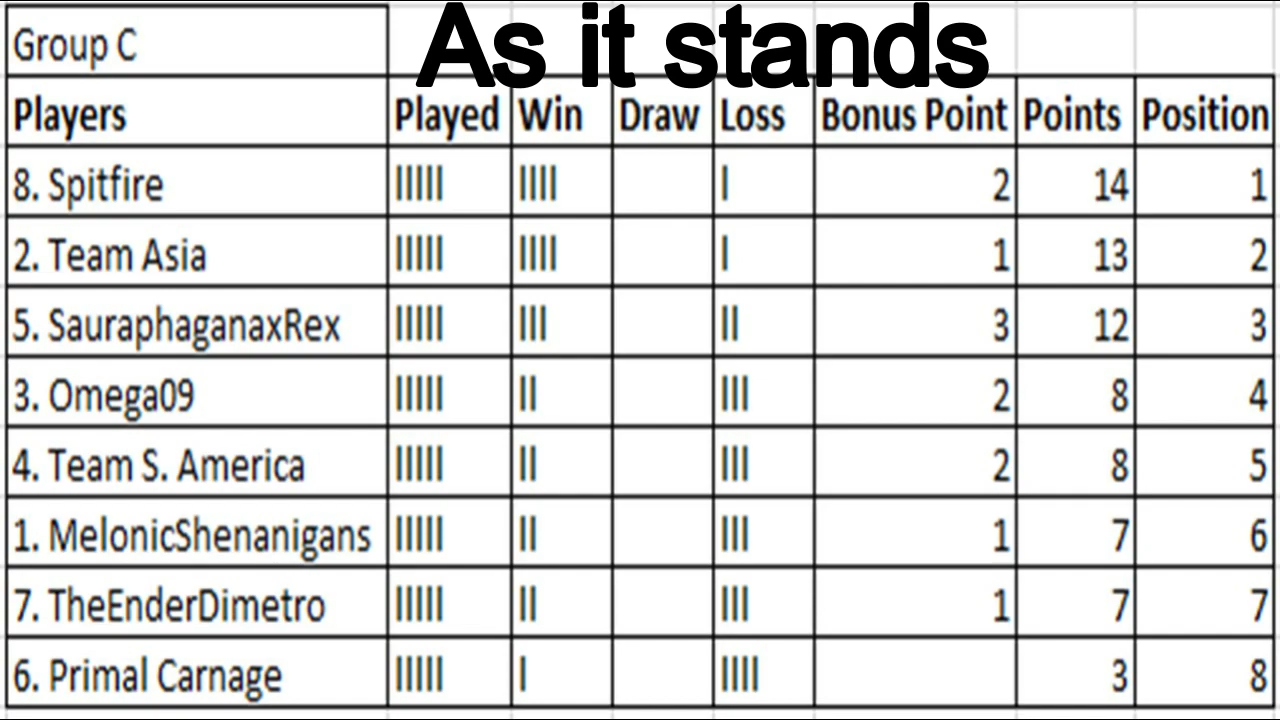 As it stands
Group C
Players Played Win Draw Loss Bonus Point Points Position
8. Spitfire IIIII IIII I 2 14 1
2. Team Asia IIIII IIII I 1 13 2
5. SauraphaganaxRex IIIII III II 3 12 3
3. Omega09 IIIII II III 2 8 4
4. Team S. America IIIII II III 2 8 5
1. MelonicShenanigans IIIII II III 1 7 6
7. TheEnderDimetro IIIII II III 1 7 7
6. Primal Carnage IIIII I IIII 3 8